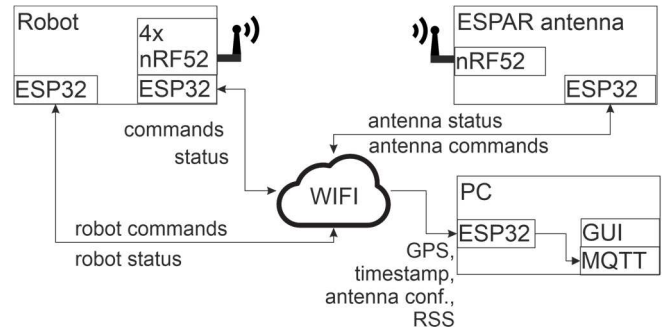 Robot
4x
nRF52
ESP32
ESP32
ESPAR antenna
nRF52
ESP32
commands
status
antenna status
antenna commands
WIFI
robot commands
robot status
PC
ESP32
GUI
MQTT
GPS,
timestamp,
antenna conf.,
RSS